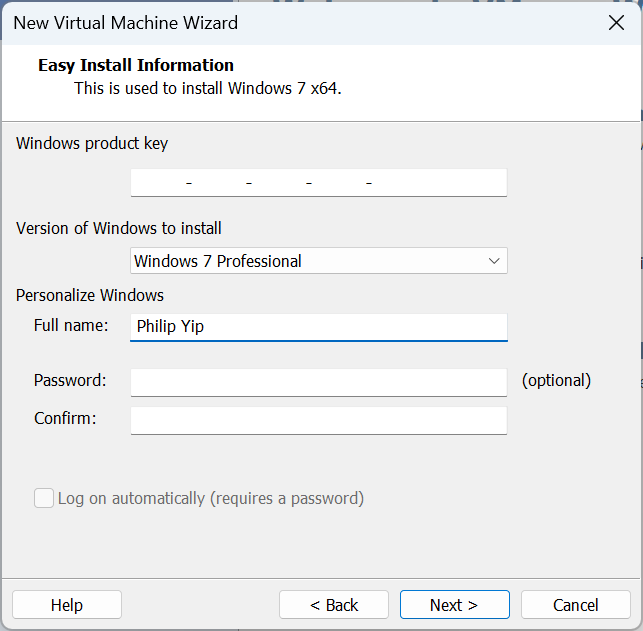 New Virtual Machine Wizard
Easy Install Information
This is used to install Windows 7 x64.
Windows product key
- - - -
Version of Windows to install
Windows 7 Professional
Personalize Windows
Full name: Philip Yip
Password: (optional)
Confirm:
Log on automatically (requires a password)
Help < Back Next > Cancel